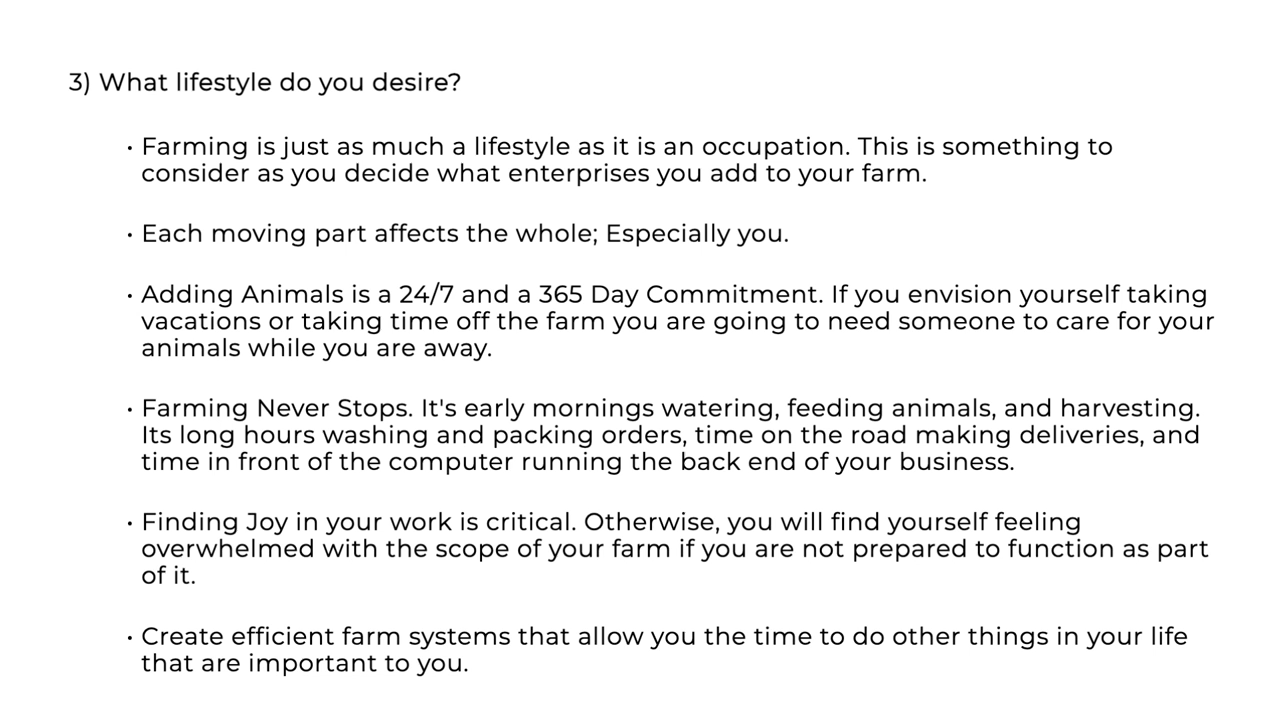 3) What lifestyle do you desire?
• Farming is just as much a lifestyle as it is an occupation. This is something to
consider as you decide what enterprises you add to your farm.
• Each moving part affects the whole; Especially you.
• Adding Animals is a 24/7 and a 365 Day Commitment. If you envision yourself taking
vacations or taking time off the farm you are going to need someone to care for your
animals while you are away.
• Farming Never Stops. It's early mornings watering, feeding animals, and harvesting.
Its long hours washing and packing orders, time on the road making deliveries, and
time in front of the computer running the back end of your business.
• Finding Joy in your work is critical. Otherwise, you will find yourself feeling
overwhelmed with the scope of your farm if you are not prepared to function as part
of it.
• Create efficient farm systems that allow you the time to do other things in your life
that are important to you.